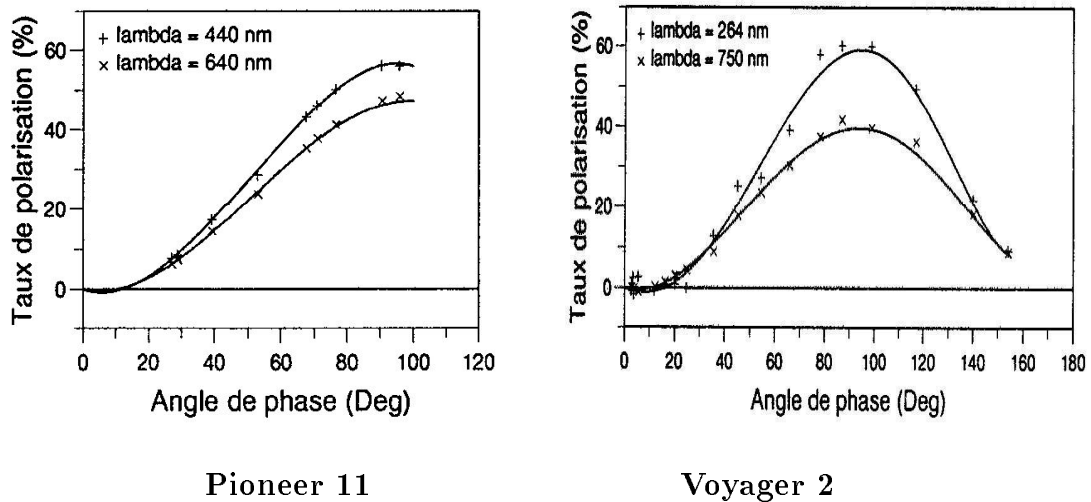 Taux de polarisation (%)
60
40
20
0
+ lambda = 440 nm
× lambda = 640 nm
0 20 40 60 80 100 120
Angle de phase (Deg)
Pioneer 11
Taux de polarisation (%)
60
40
20
0
+ lambda = 264 nm
× lambda = 750 nm
0 20 40 60 80 100 120 140 160 180
Angle de phase (Deg)
Voyager 2